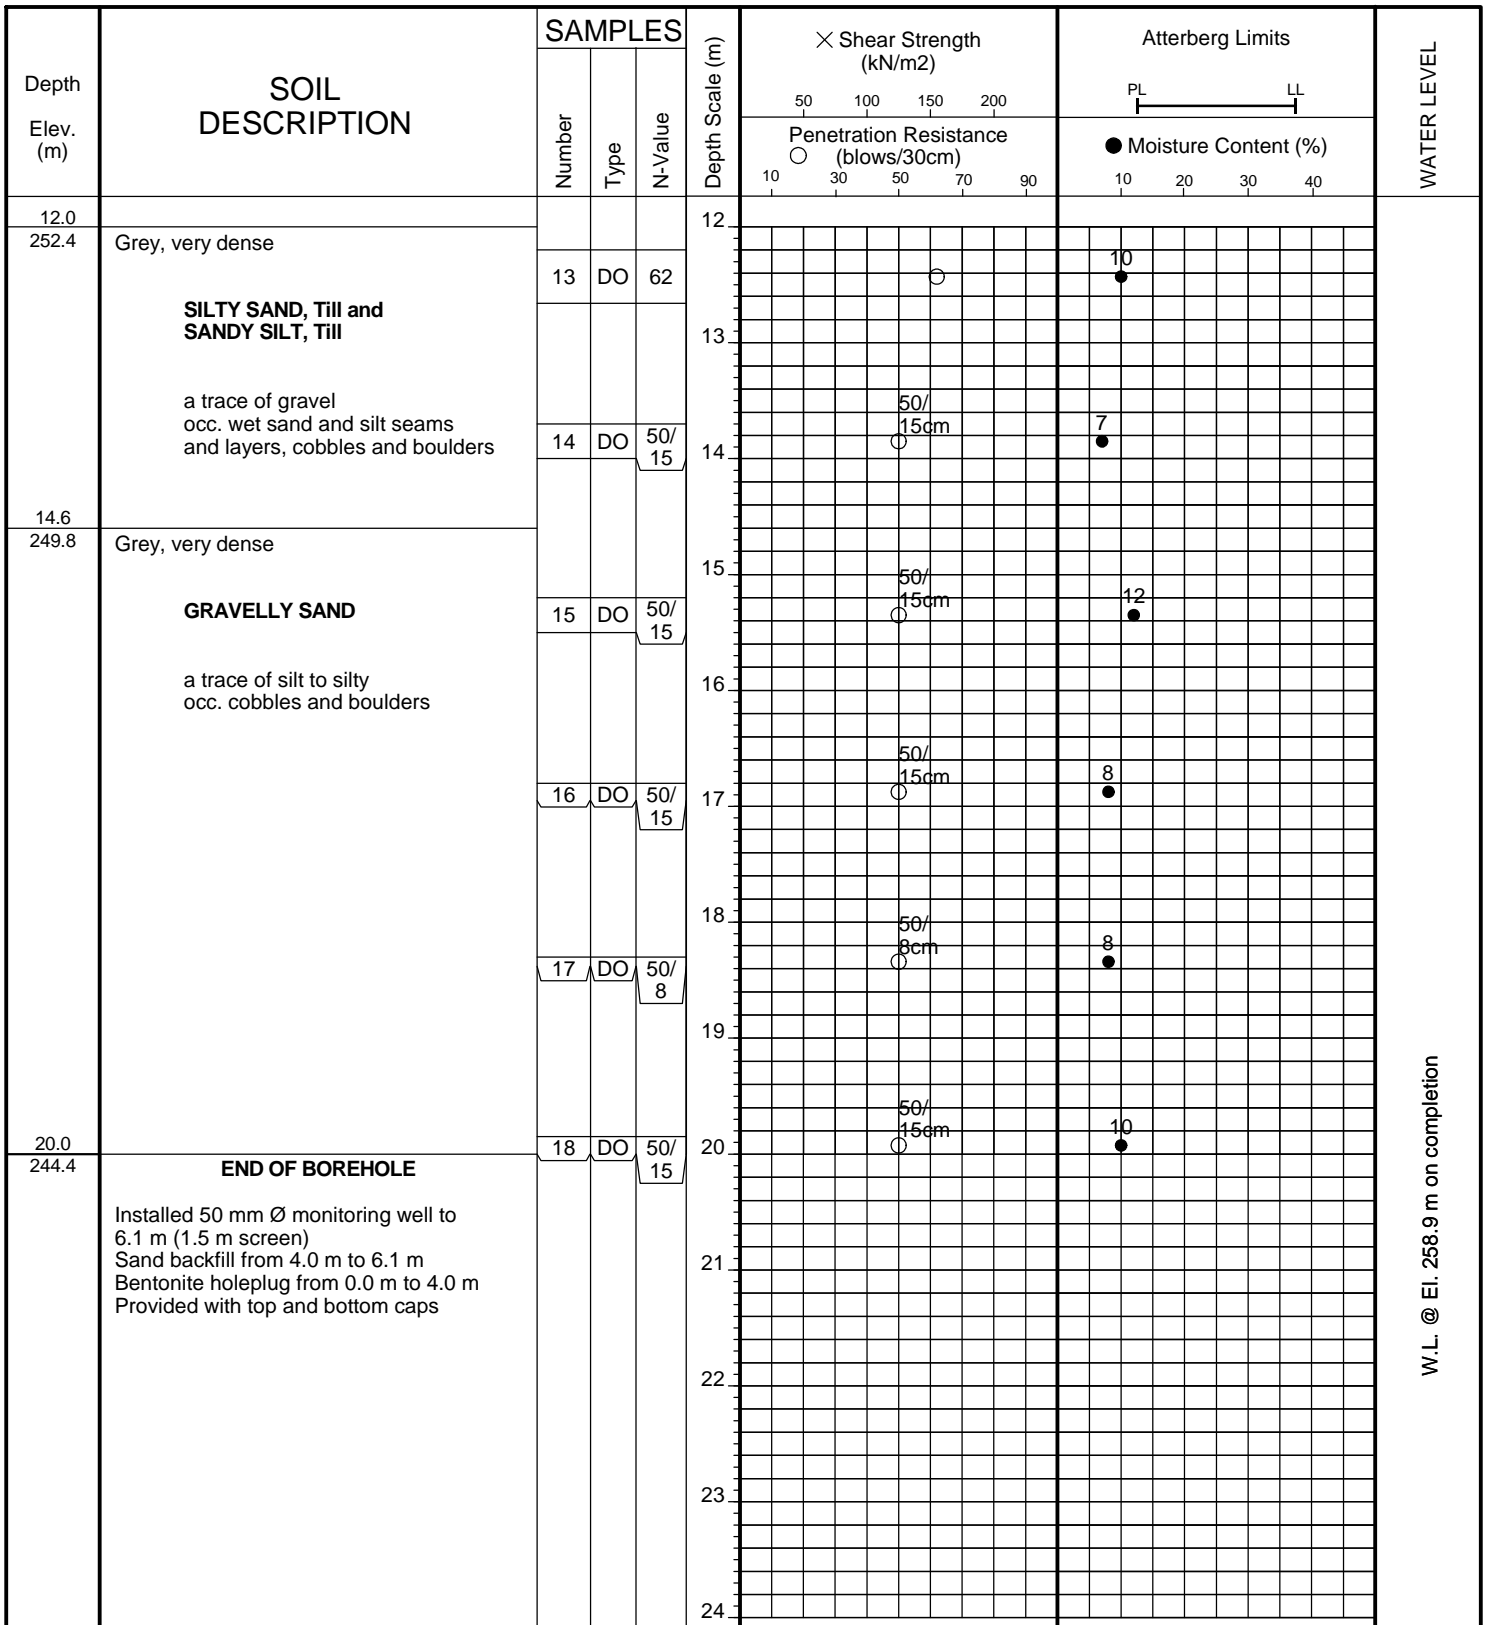 Depth
Elev.
(m)
SOIL
DESCRIPTION
SAMPLES
Number
Type
N-Value
Depth Scale (m)
× Shear Strength
(kN/m2)
50 100 150 200
Penetration Resistance
(blows/30cm)
10 30 50 70 90
Atterberg Limits
PL LL
Moisture Content (%)
10 20 30 40
WATER LEVEL
12.0
252.4
Grey, very dense
SILTY SAND, Till and
SANDY SILT, Till
a trace of gravel
occ. wet sand and silt seams
and layers, cobbles and boulders
14.6
249.8
Grey, very dense
GRAVELLY SAND
a trace of silt to silty
occ. cobbles and boulders
20.0
244.4
END OF BOREHOLE
Installed 50 mm Ø monitoring well to
6.1 m (1.5 m screen)
Sand backfill from 4.0 m to 6.1 m
Bentonite holeplug from 0.0 m to 4.0 m
Provided with top and bottom caps
13 DO 62
14 DO 50/
15
15 DO 50/
15
16 DO 50/
15
17 DO 50/
8
18 DO 50/
15
12
13
14
15
16
17
18
19
20
21
22
23
24
50/
15cm
50/
15cm
50/
15cm
50/
8cm
50/
15cm
10
7
12
8
8
10
W.L. @ El. 258.9 m on completion